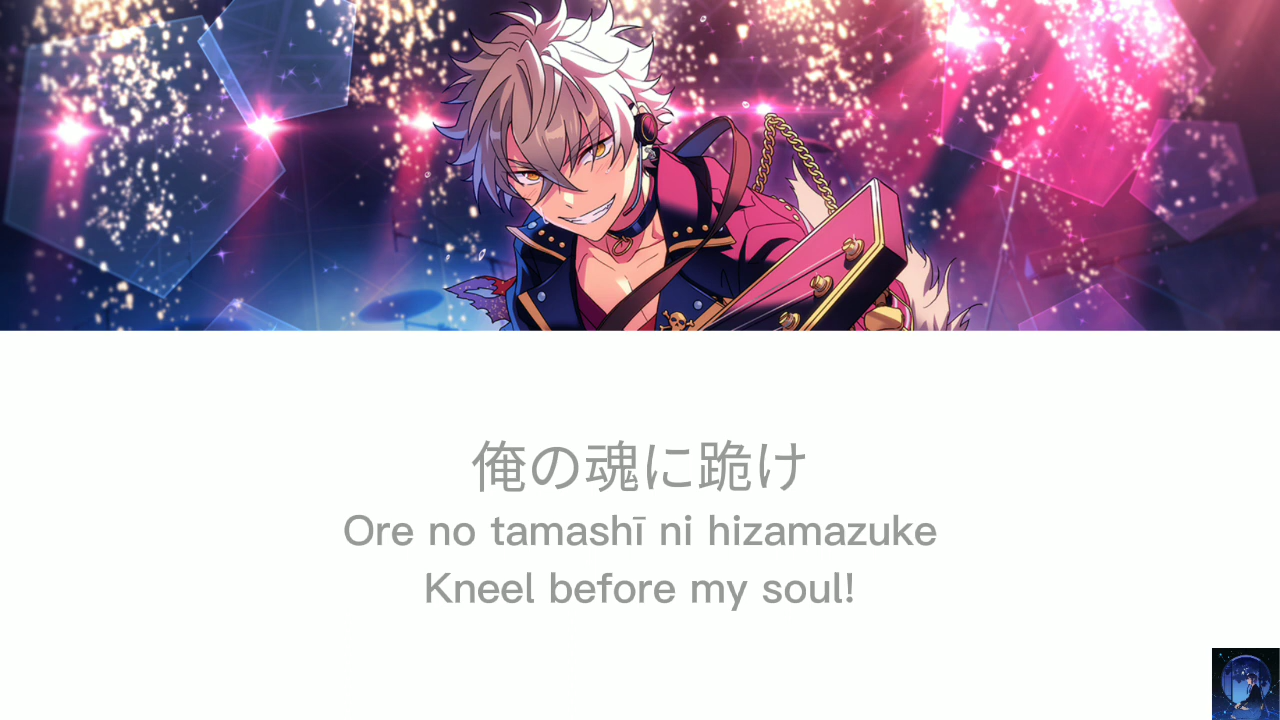 俺の魂に跪け
Ore no tamashī ni hizamazuke
Kneel before my soul!